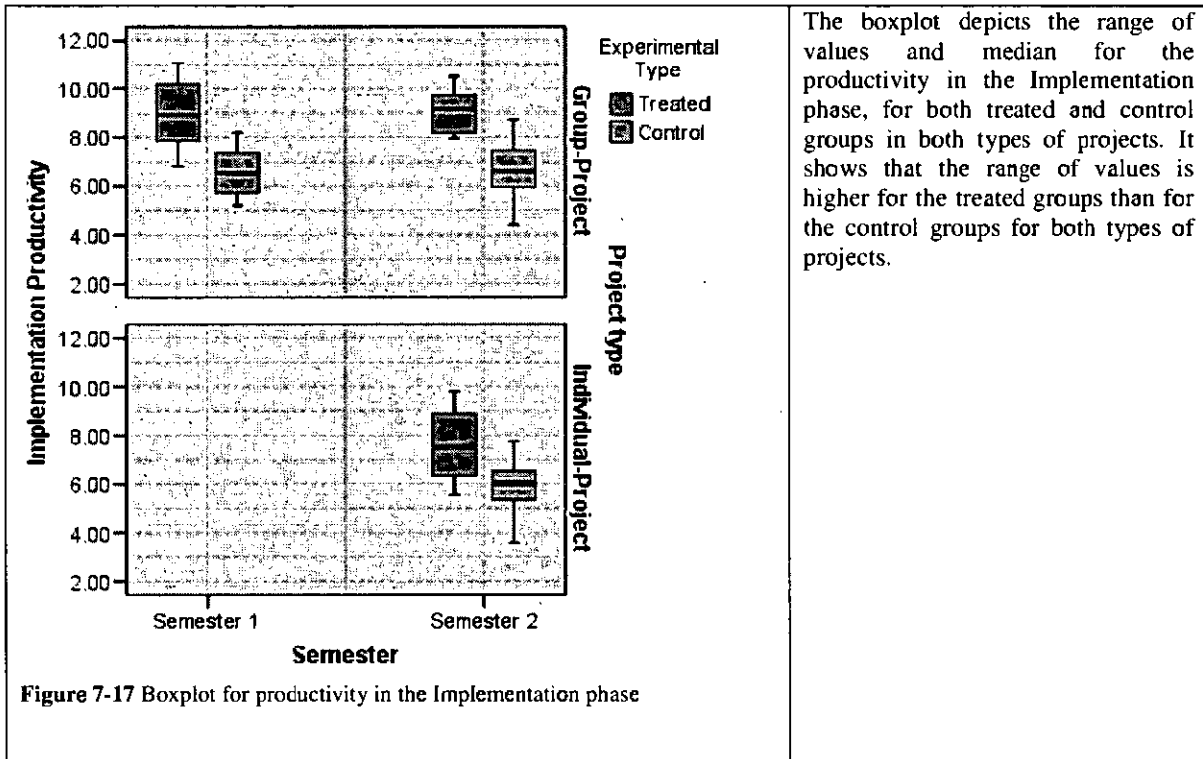 12.00
10.00
8.00
6.00
4.00
2.00
Implementation Productivity
Group-Project
Experimental
Type
Treated
Control
Project type
12.00
10.00
8.00
6.00
4.00
2.00
Individual-Project
Semester 1
Semester 2
Semester
Figure 7-17 Boxplot for productivity in the Implementation phase
The boxplot depicts the range of
values and median for the
productivity in the Implementation
phase, for both treated and control
groups in both types of projects. It
shows that the range of values is
higher for the treated groups than for
the control groups for both types of
projects.